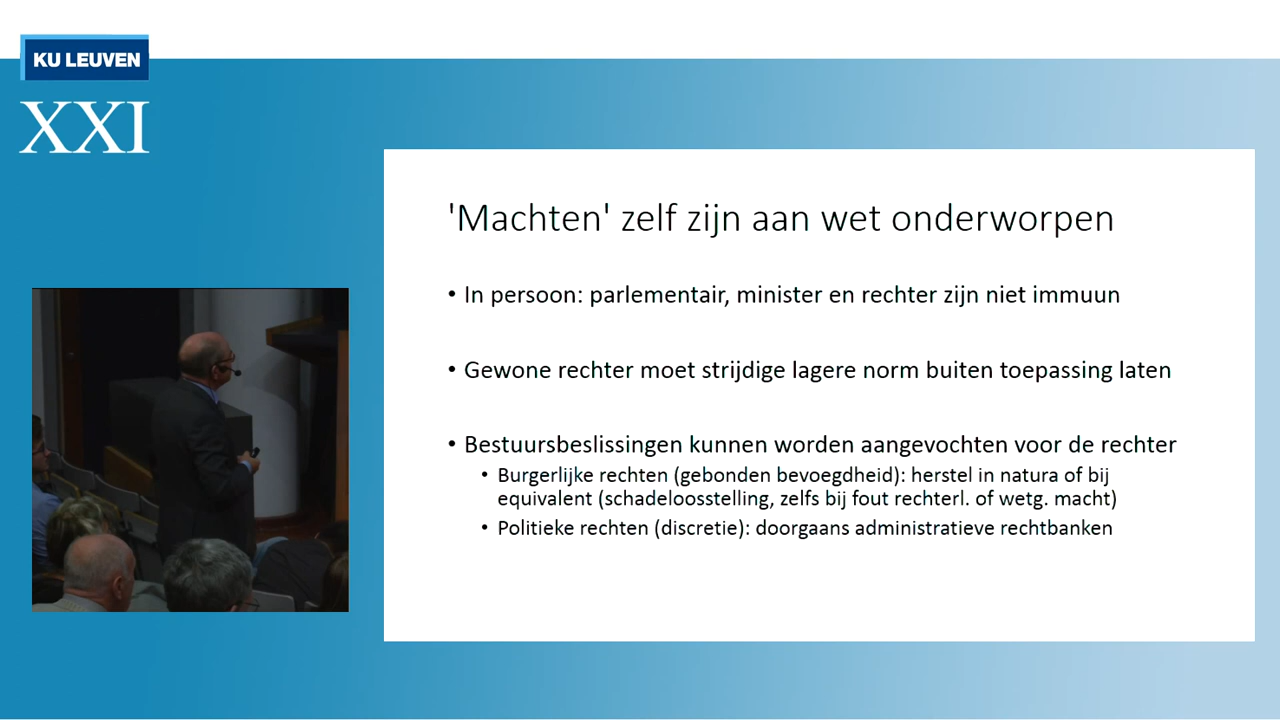 KU LEUVEN
XXI
'Machten' zelf zijn aan wet onderworpen
• In persoon: parlementair, minister en rechter zijn niet immuun
• Gewone rechter moet strijdige lagere norm buiten toepassing laten
• Bestuursbeslissingen kunnen worden aangevochten voor de rechter
• Burgerlijke rechten (gebonden bevoegdheid): herstel in natura of bij
equivalent (schadeloosstelling, zelfs bij fout rechterl. of wetg. macht)
• Politieke rechten (discretie): doorgaans administratieve rechtbanken